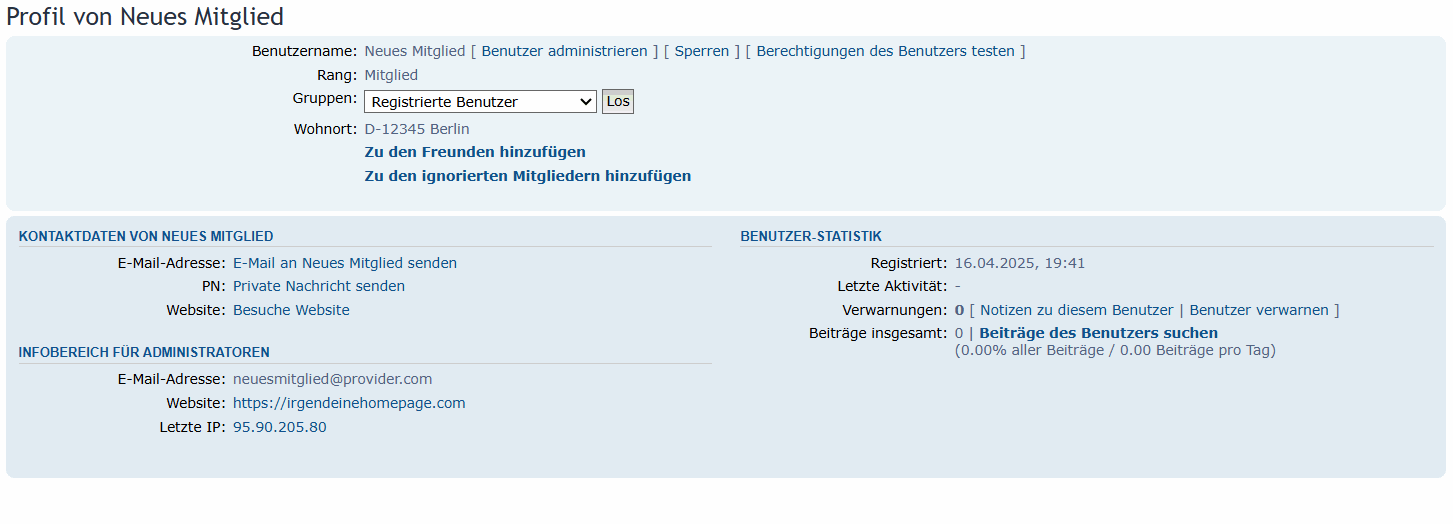 Profil von Neues Mitglied
Benutzername: Neues Mitglied [ Benutzer administrieren ] [ Sperren ] [ Berechtigungen des Benutzers testen ]
Rang: Mitglied
Gruppen: Registrierte Benutzer Los
Wohnort: D-12345 Berlin
Zu den Freunden hinzufügen
Zu den ignorierten Mitgliedern hinzufügen
KONTAKTDATEN VON NEUES MITGLIED
E-Mail-Adresse: E-Mail an Neues Mitglied senden
PN: Private Nachricht senden
Website: Besuche Website
INFOBEREICH FÜR ADMINISTRATOREN
E-Mail-Adresse: neuesmitglied@provider.com
Website: https://irgendeinehomepage.com
Letzte IP: 95.90.205.80
BENUTZER-STATISTIK
Registriert: 16.04.2025, 19:41
Letzte Aktivität: -
Verwarnungen: 0 [ Notizen zu diesem Benutzer | Benutzer verwarnen ]
Beiträge insgesamt: 0 | Beiträge des Benutzers suchen
(0.00% aller Beiträge / 0.00 Beiträge pro Tag)